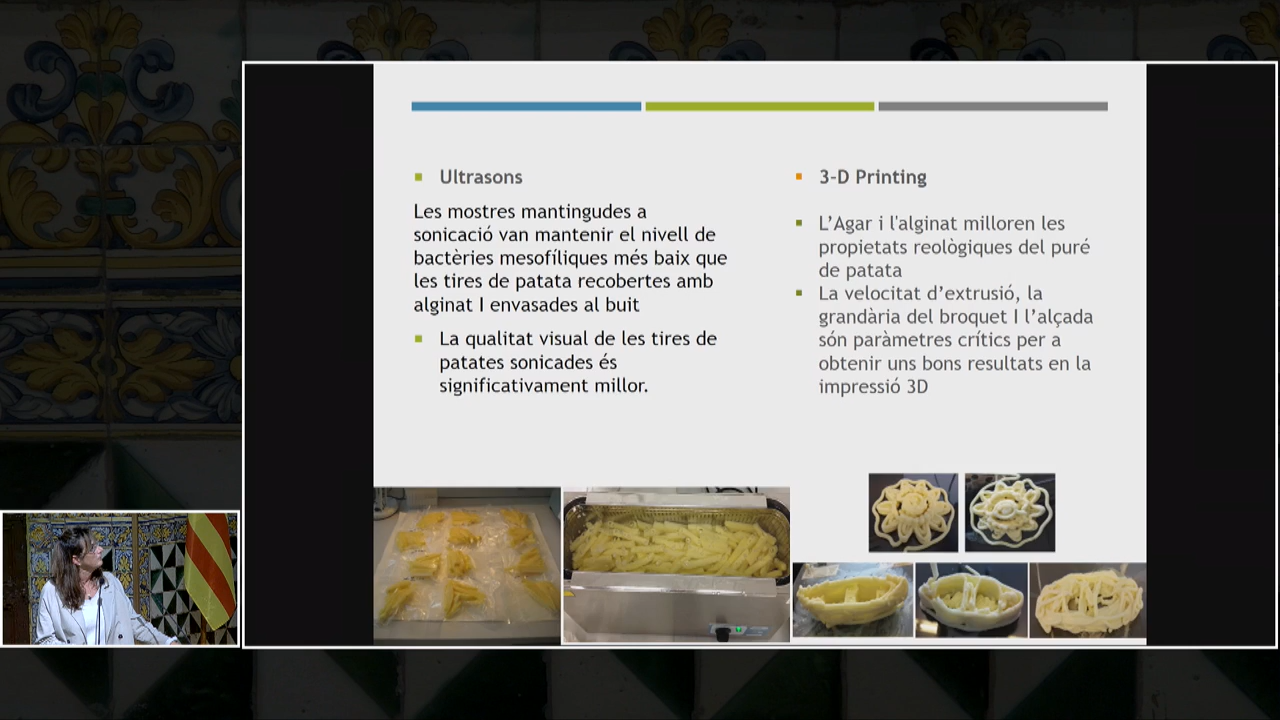 Ultrasons
Les mostres mantingudes a
sonicació van mantenir el nivell de
bactèries mesofíliques més baix que
les tires de patata recobertes amb
alginat I envasades al buit
La qualitat visual de les tires de
patates sonicades és
significativament millor.
3-D Printing
L’Agar i l'alginat milloren les
propietats reològiques del puré
de patata
La velocitat d’extrusió, la
grandària del broquet I l’alçada
són paràmetres crítics per a
obtenir uns bons resultats en la
impressió 3D